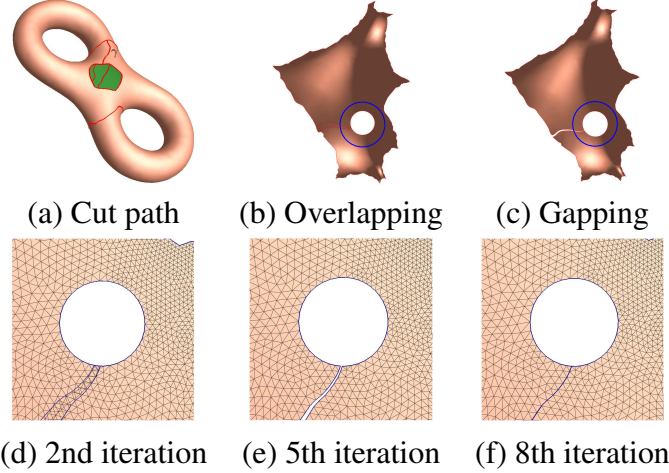 (a) Cut path (b) Overlapping (c) Gapping
(d) 2nd iteration (e) 5th iteration (f) 8th iteration